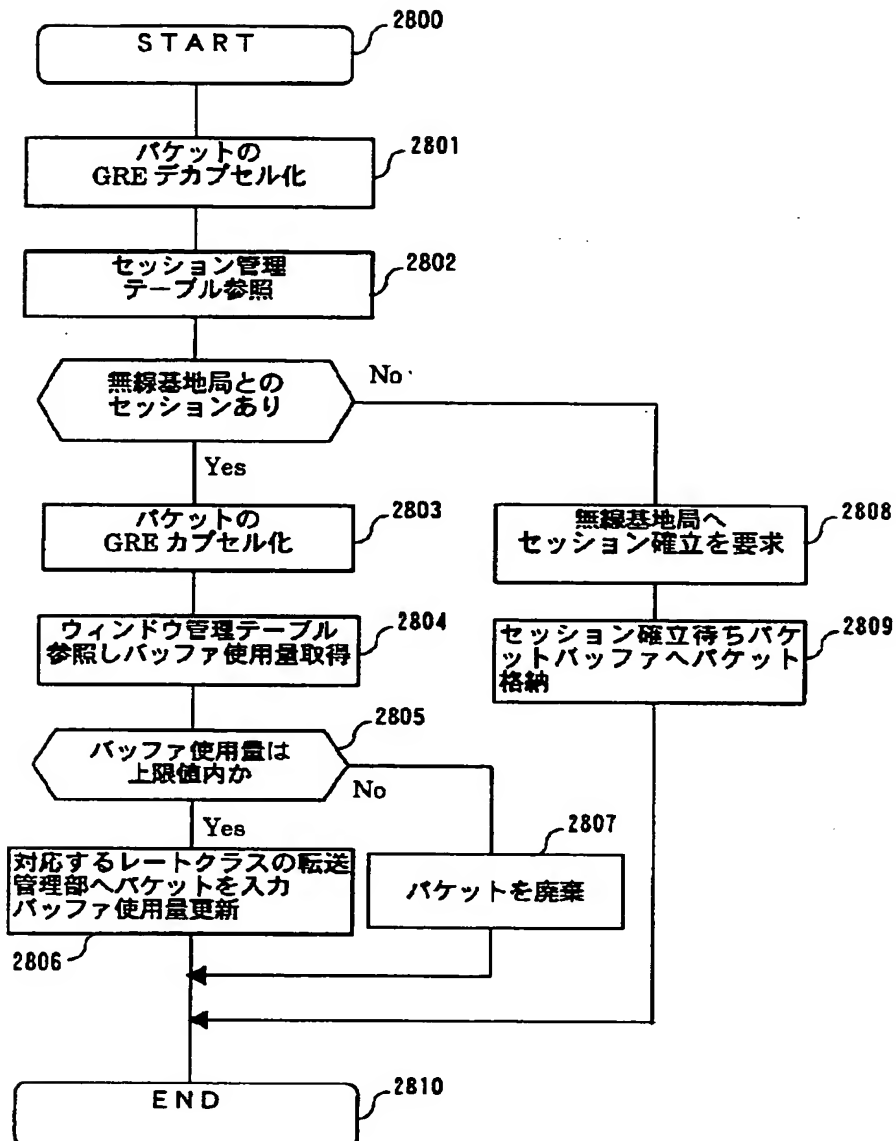 START
2800
パケットの
GRE デカプセル化
2801
セッション管理
テーブル参照
2802
無線基地局との
セッションあり
No
Yes
パケットの
GRE カプセル化
2803
無線基地局へ
セッション確立を要求
2808
ウィンドウ管理テーブル
参照しバッファ使用量取得
2804
セッション確立待ちパケ
ットバッファへパケット
格納
2809
バッファ使用量は
上限値内か
2805
No
Yes
対応するレートクラスの転送
管理部へパケットを入力
バッファ使用量更新
2806
パケットを廃棄
2807
END
2810